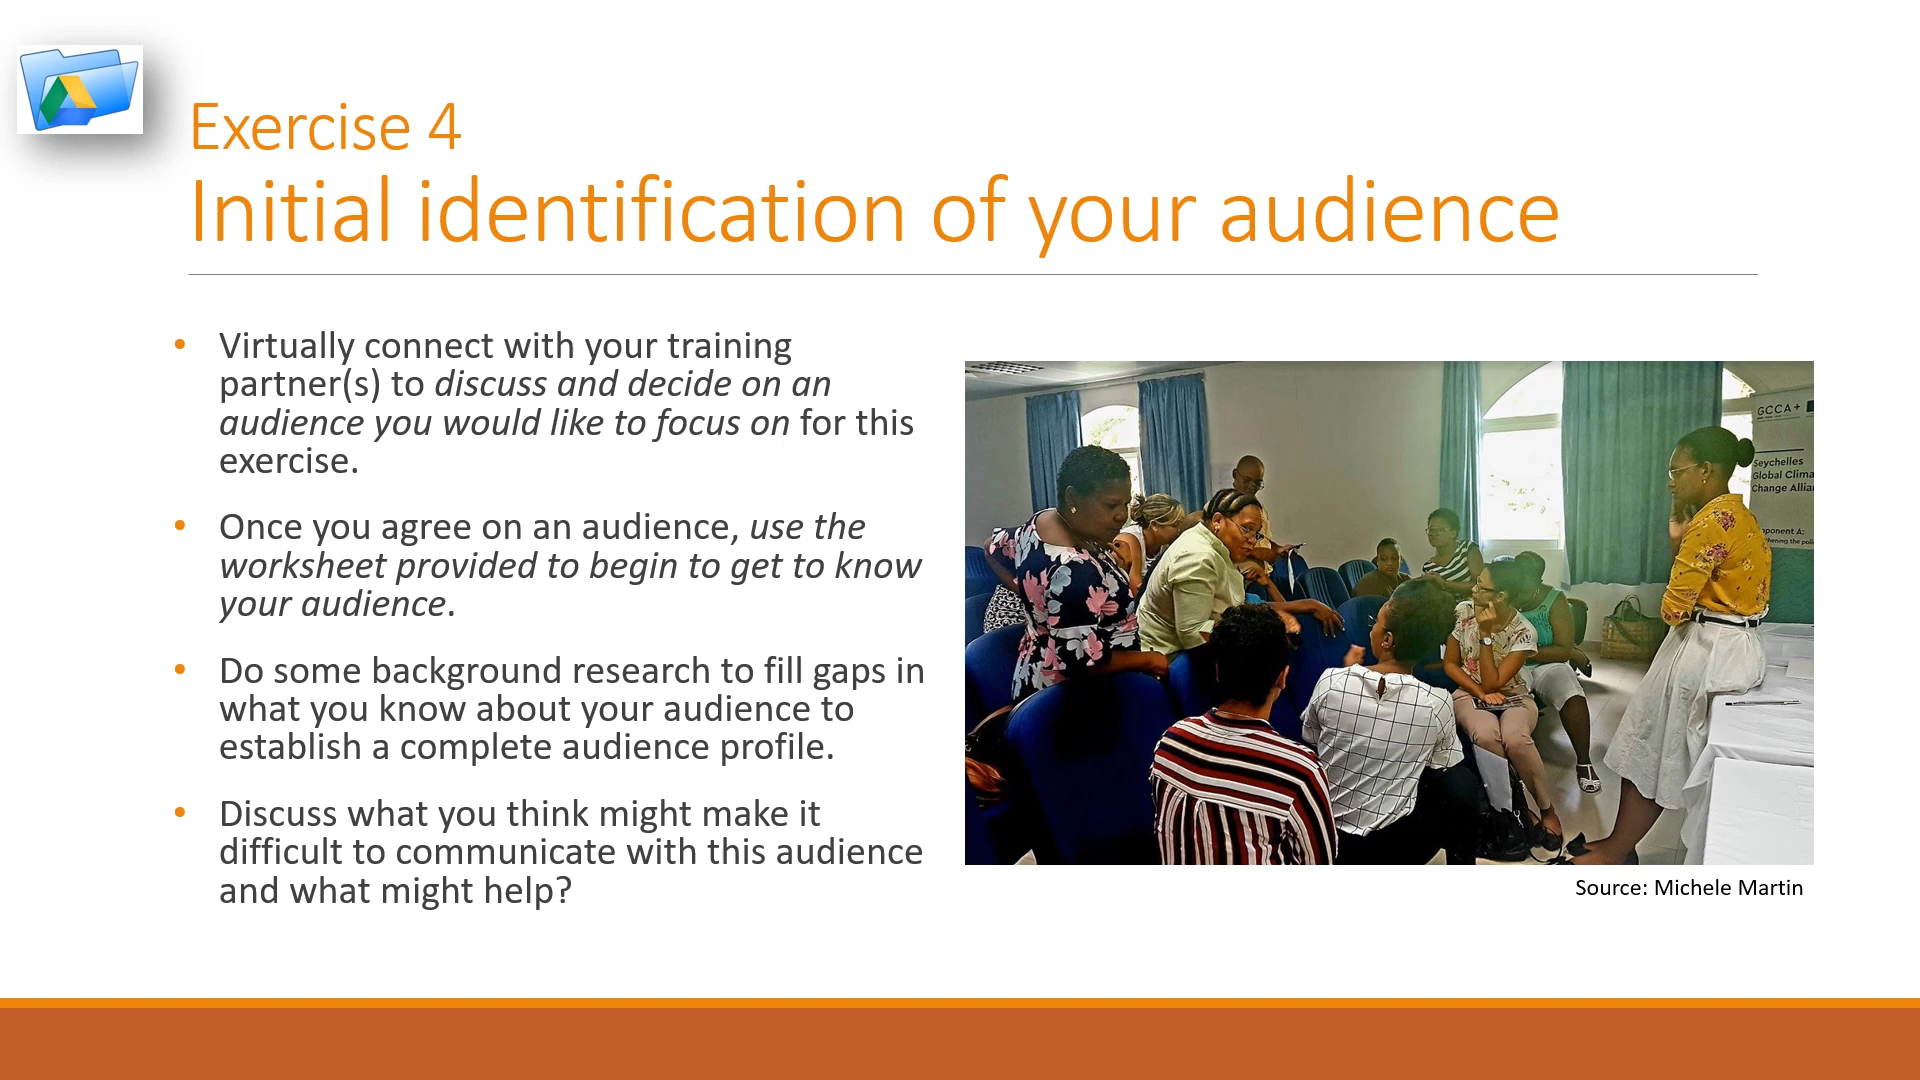 Exercise 4
Initial identification of your audience
• Virtually connect with your training
partner(s) to discuss and decide on an
audience you would like to focus on for this
exercise.
• Once you agree on an audience, use the
worksheet provided to begin to get to know
your audience.
• Do some background research to fill gaps in
what you know about your audience to
establish a complete audience profile.
• Discuss what you think might make it
difficult to communicate with this audience
and what might help?
GCCA+
Seychelles
Global Clima
Change Allia
ponent A:
Source: Michele Martin